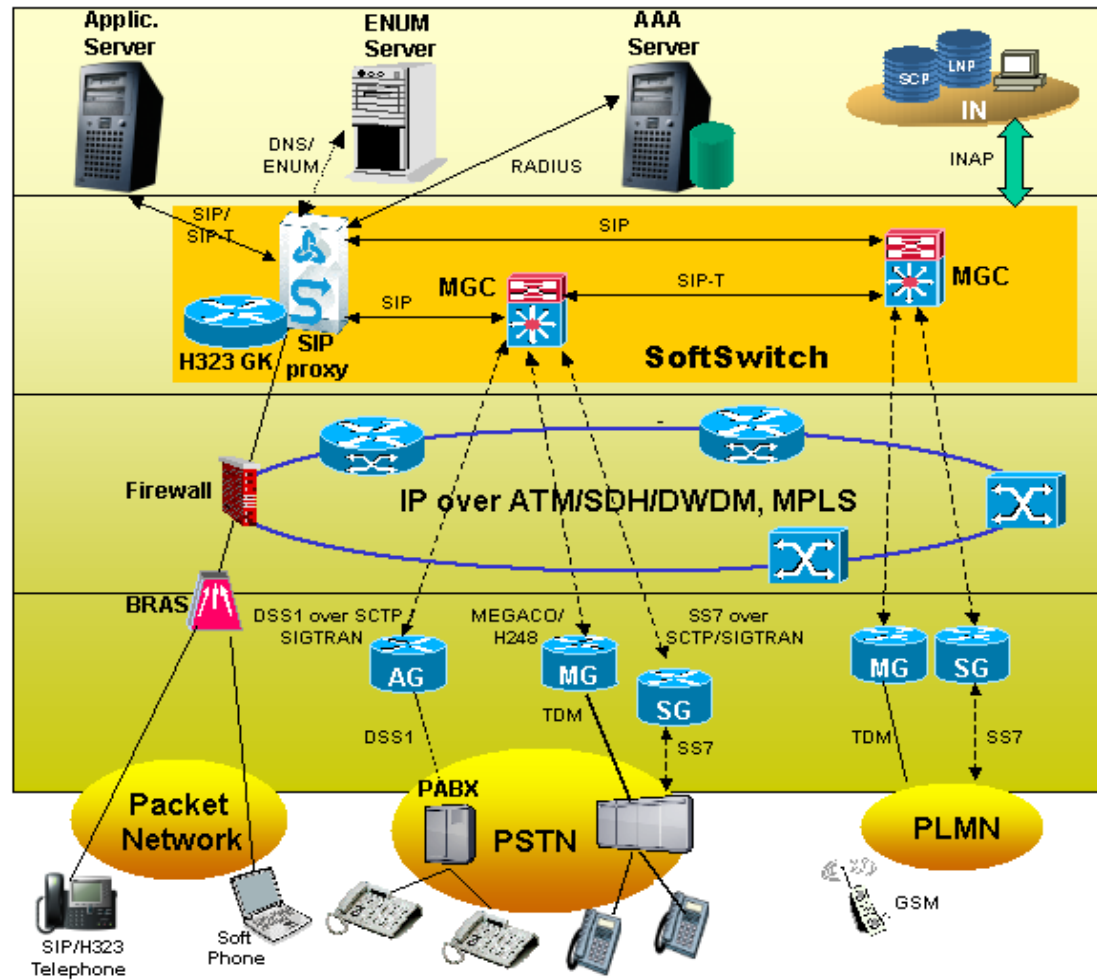 Applic.
Server
ENUM
Server
AAA
Server
SCP
LNP
IN
DNS/
ENUM
RADIUS
INAP
SIP/
SIP-T
SIP
MGC
SIP-T
MGC
SIP
H323 GK
SIP
proxy
SoftSwitch
Firewall
IP over ATM/SDH/DWDM, MPLS
BRAS
DSS1 over SCTP/
SIGTRAN
MEGACO/
H248
SS7 over
SCTP/SIGTRAN
AG
MG
SG
MG
SG
DSS1
TDM
SS7
TDM
SS7
Packet
Network
PABX
PSTN
PLMN
GSM
SIP/H323
Telephone
Soft
Phone